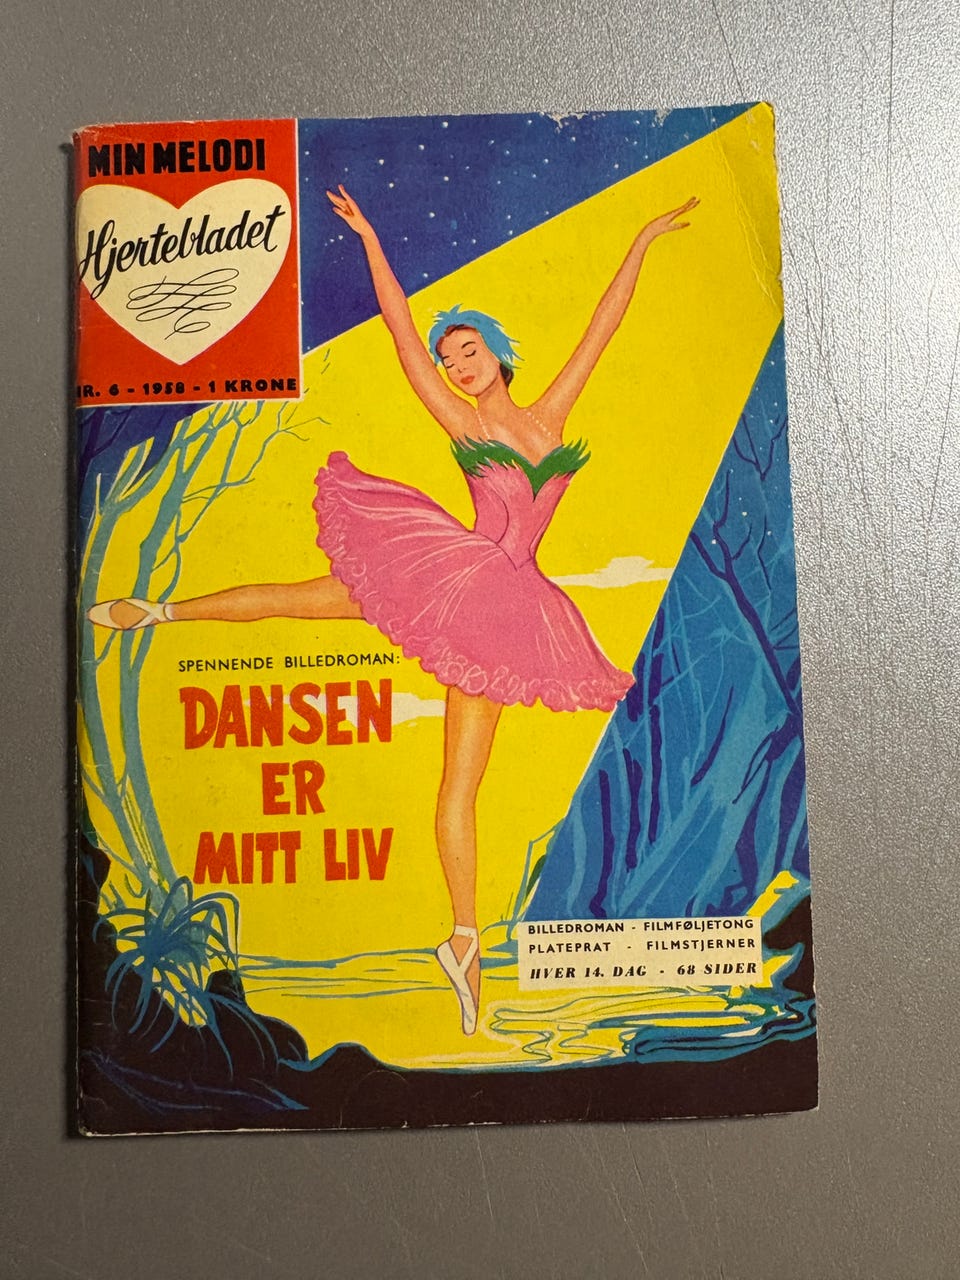 MIN MELODI
Hjertebladet
NR. 6 - 1958 - 1 KRONE
SPENNENDE BILLEDROMAN:
DANSEN
ER
MITT LIV
BILLEDROMAN - FILMFØLJETONG
PLATEPRAT - FILMSTJERNER
HVER 14. DAG - 68 SIDER